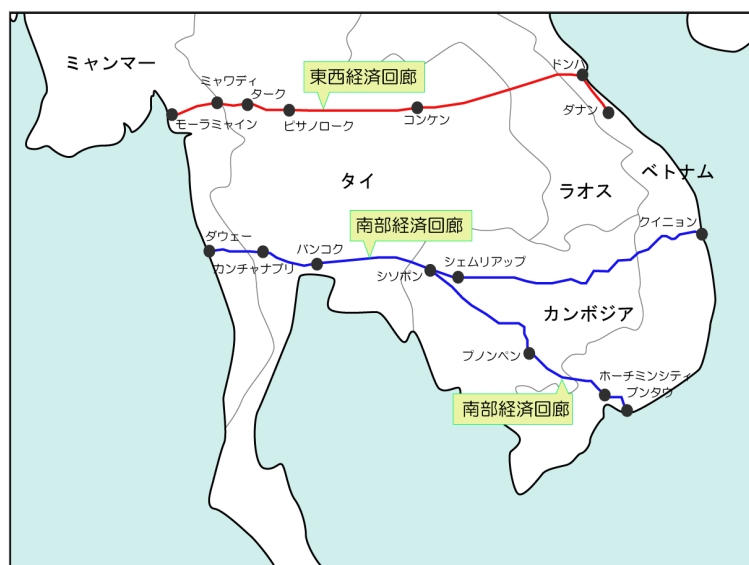 ミャンマー
東西経済回廊
ドンハ
ミャワディ
ターク
モーラミャイン
ピサノローク
コンケン
ダナン
タイ
ラオス
ベトナム
南部経済回廊
クイニョン
ダウェー
バンコク
カンチャナブリ
シソポン
シェムリアップ
カンボジア
プノンペン
ホーチミンシティ
ブンタウ
南部経済回廊